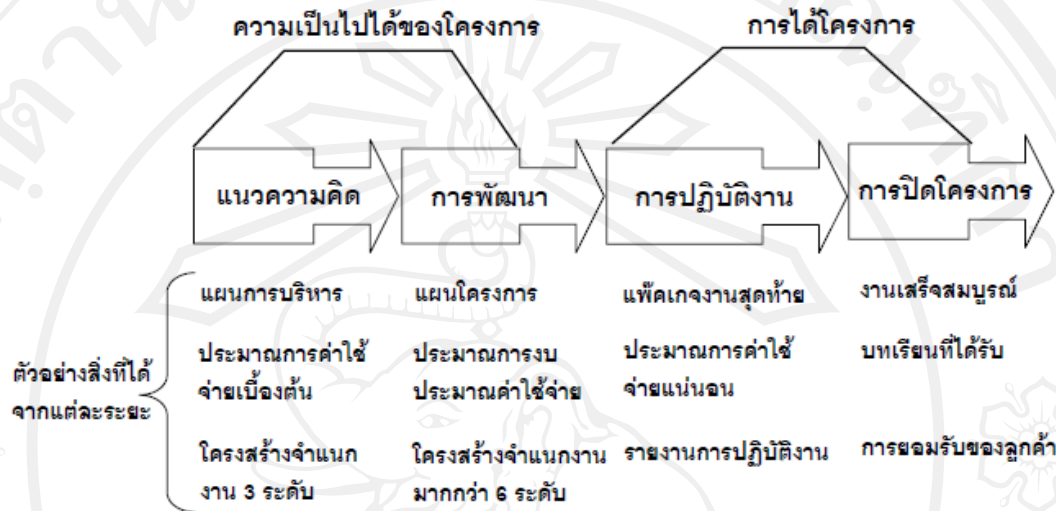 ความเป็นไปได้ของโครงการ
การได้โครงการ
แนวความคิด
การพัฒนา
การปฏิบัติงาน
การปิดโครงการ
ตัวอย่างสิ่งที่ได้
จากแต่ละระยะ
แผนการบริหาร
ประมาณการค่าใช้
จ่ายเบื้องต้น
โครงสร้างจำแนก
งาน 3 ระดับ
แผนโครงการ
ประมาณการงบ
ประมาณค่าใช้จ่าย
โครงสร้างจำแนกงาน
มากกว่า 6 ระดับ
แพ๊คเกจงานสุดท้าย
ประมาณการค่าใช้
จ่ายแน่นอน
รายงานการปฏิบัติงาน
งานเสร็จสมบูรณ์
บทเรียนที่ได้รับ
การยอมรับของลูกค้า